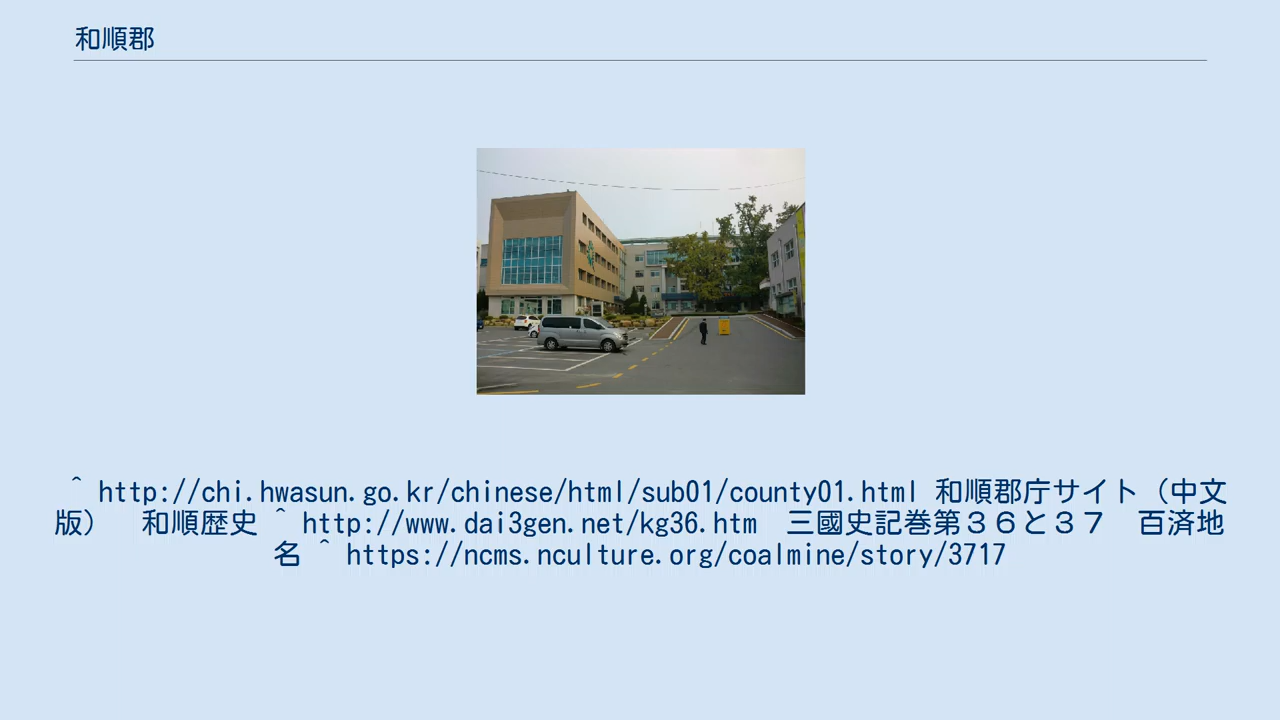 和順郡
^ http://chi.hwasun.go.kr/chinese/html/sub01/county01.html 和順郡庁サイト（中文
版）　和順歴史 ^ http://www.dai3gen.net/kg36.htm　三國史記巻第３６と３７　百済地
名 ^ https://ncms.nculture.org/coalmine/story/3717